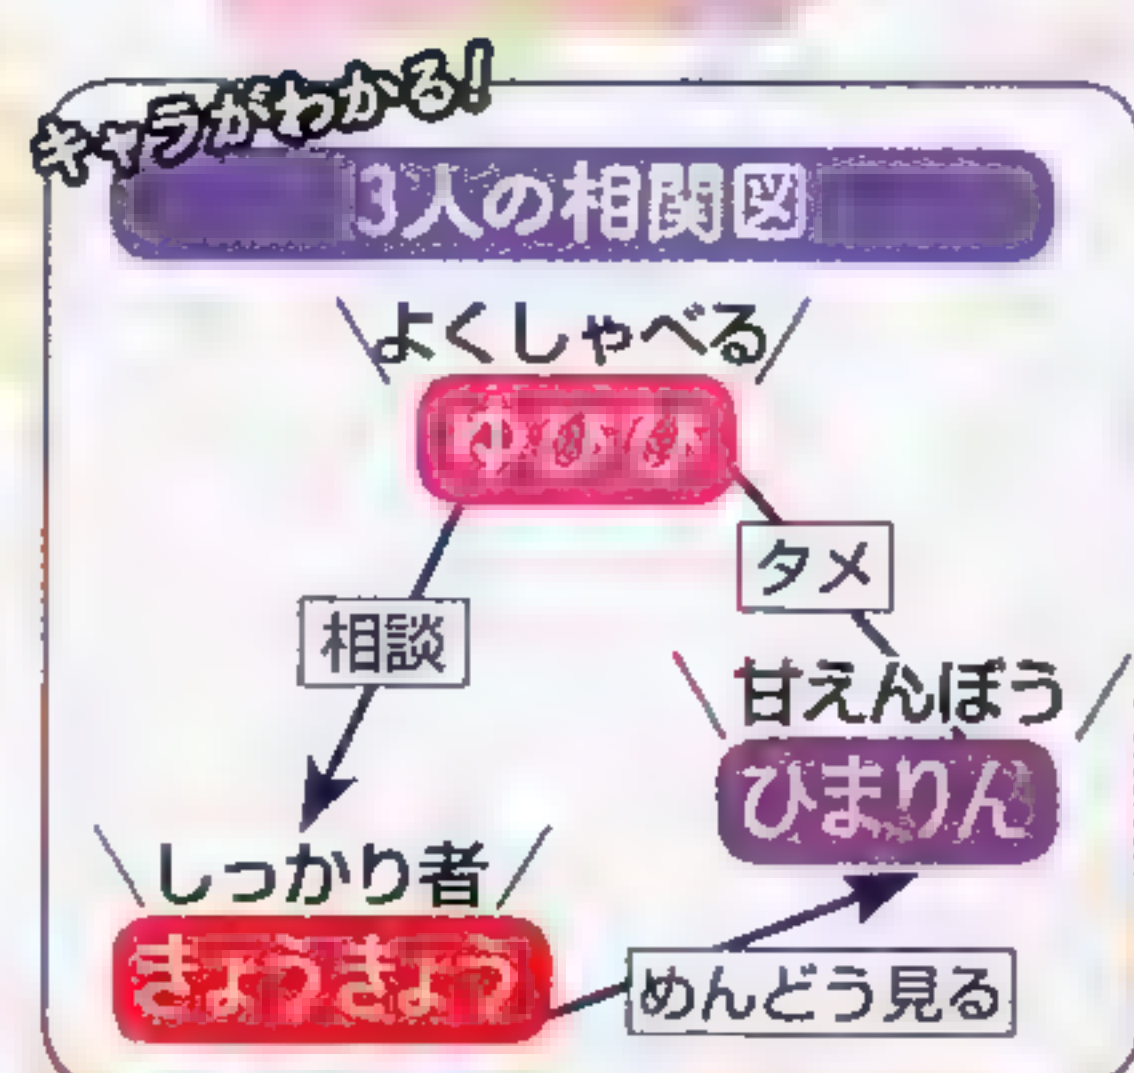 キャラがわかる!
3人の相関図
よくしゃべる
タメ
相談
甘えんぼう
ひまりん
しっかり者
きょうきょう
めんどう見る